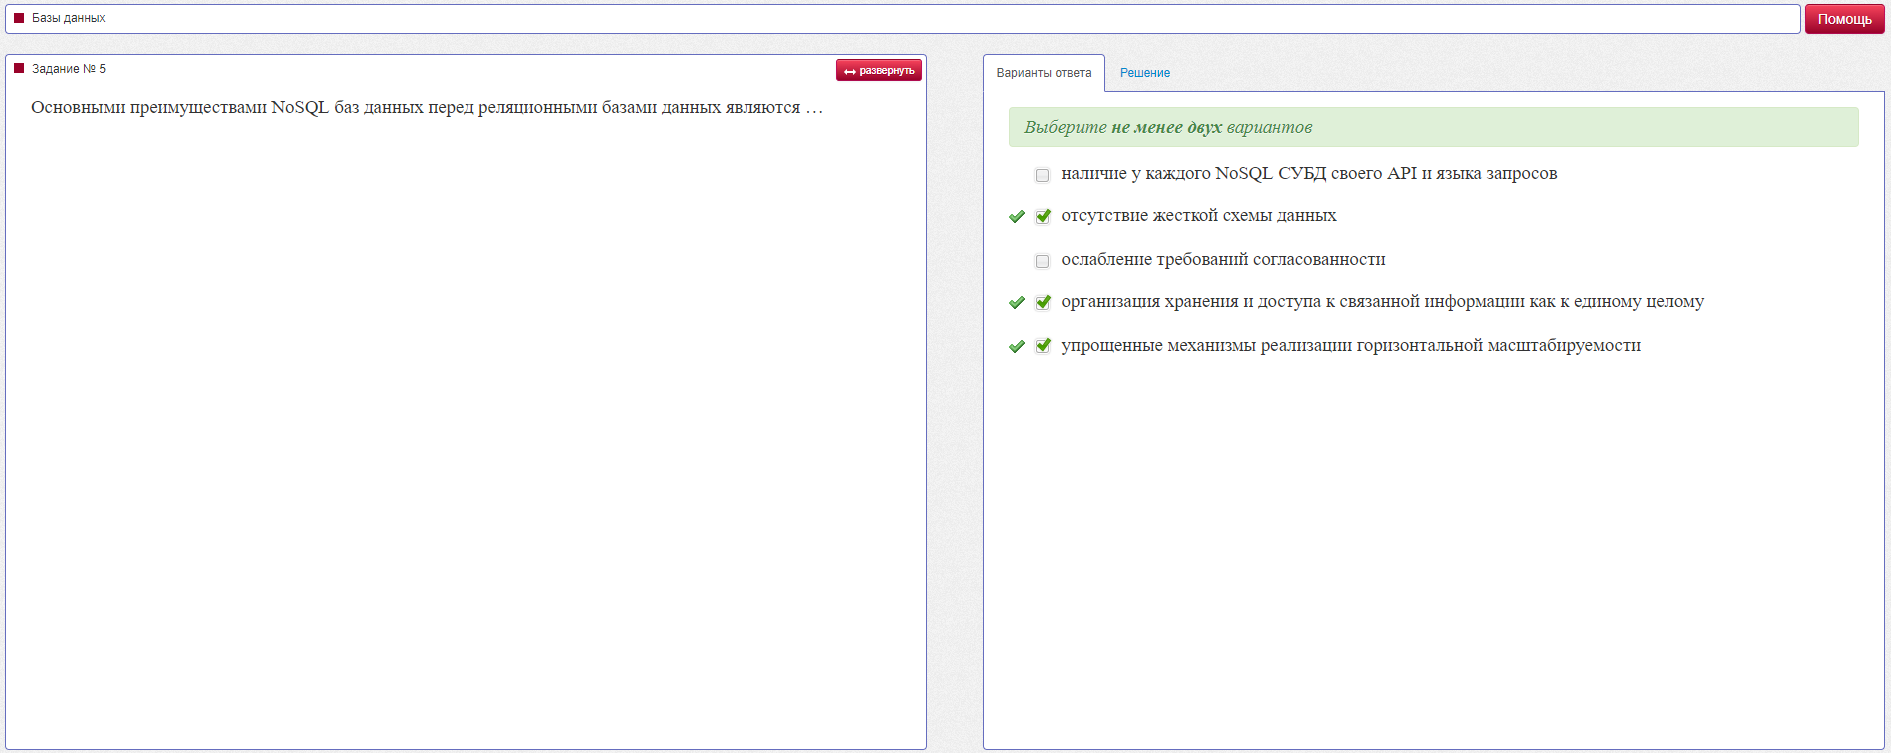 Базы данных
Помощь
Задание № 5
развернуть
Основными преимуществами NoSQL баз данных перед реляционными базами данных являются …
Варианты ответа
Решение
Выберите не менее двух вариантов
наличие у каждого NoSQL СУБД своего API и языка запросов
отсутствие жесткой схемы данных
ослабление требований согласованности
организация хранения и доступа к связанной информации как к единому целому
упрощенные механизмы реализации горизонтальной масштабируемости